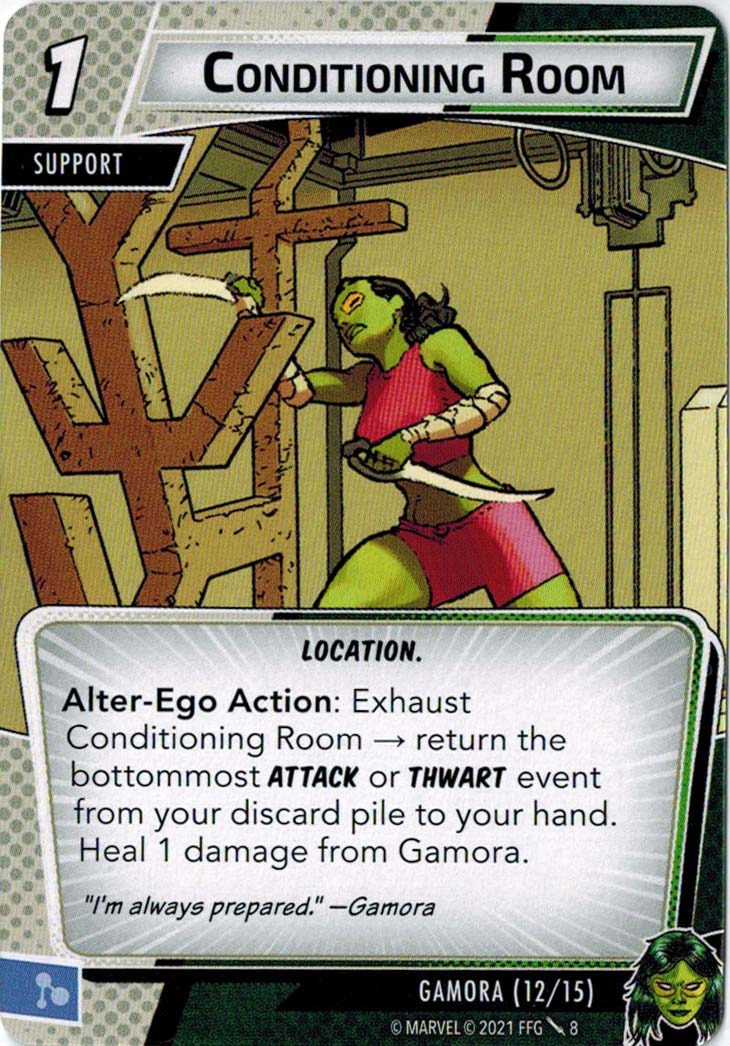 1
CONDITIONING ROOM
SUPPORT
LOCATION.
Alter-Ego Action: Exhaust
Conditioning Room → return the
bottommost ATTACK or THWART event
from your discard pile to your hand.
Heal 1 damage from Gamora.
"I'm always prepared." —Gamora
GAMORA (12/15)
© MARVEL © 2021 FFG 8